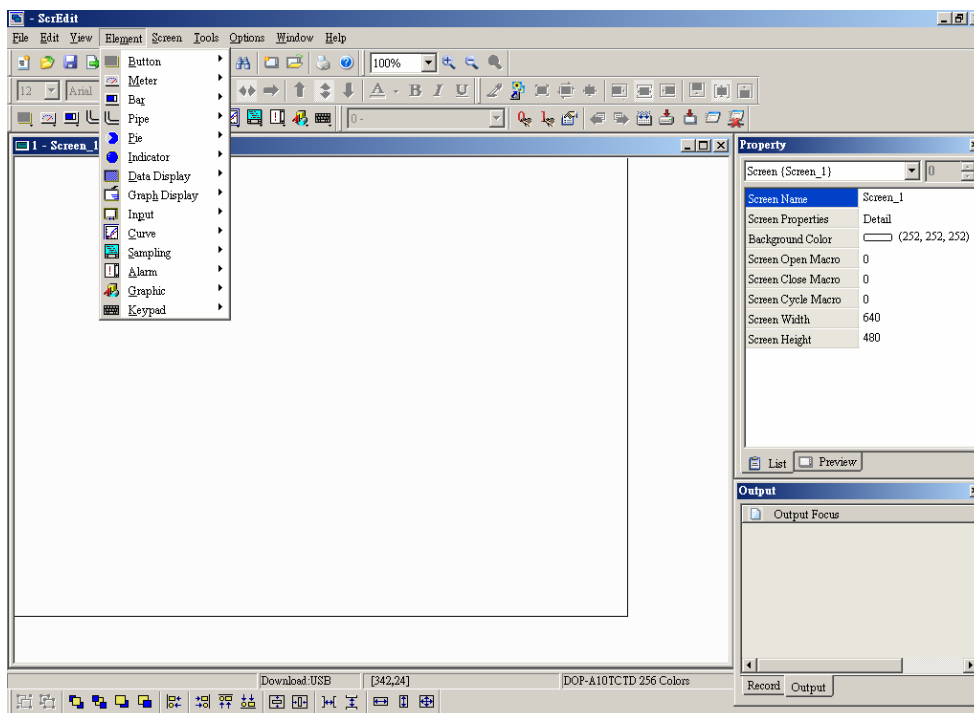 - ScrEdit
File Edit View Element Screen Tools Options Window Help
100%
12 Arial A B I U
0 -
Button
Meter
Bar
Pipe
Pie
Indicator
Data Display
Graph Display
Input
Curve
Sampling
Alarm
Graphic
Keypad
1 - Screen_1
Property
Screen {Screen_1} 0
Screen Name Screen_1
Screen Properties Detail
Background Color (252, 252, 252)
Screen Open Macro 0
Screen Close Macro 0
Screen Cycle Macro 0
Screen Width 640
Screen Height 480
List Preview
Output
Output Focus
Record Output
Download:USB [342,24] DOP-A10TCTD 256 Colors